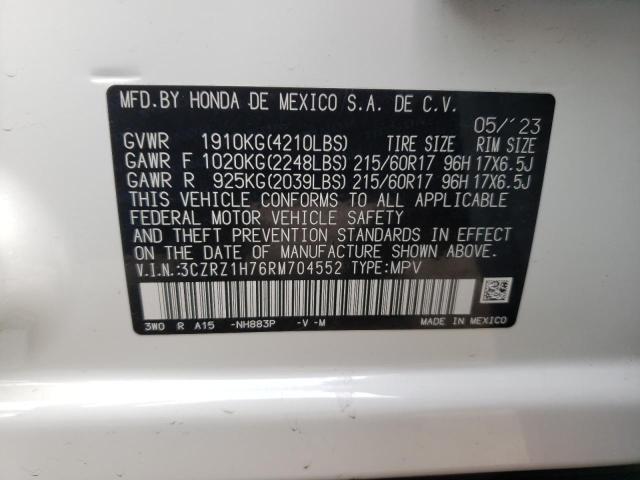 MFD.BY HONDA DE MEXICO S.A. DE C.V.
05/'23
GVWR 1910KG(4210LBS) TIRE SIZE RIM SIZE
GAWR F 1020KG(2248LBS) 215/60R17 96H 17X6.5J
GAWR R 925KG(2039LBS) 215/60R17 96H 17X6.5J
THIS VEHICLE CONFORMS TO ALL APPLICABLE
FEDERAL MOTOR VEHICLE SAFETY
AND THEFT PREVENTION STANDARDS IN EFFECT
ON THE DATE OF MANUFACTURE SHOWN ABOVE.
V.I.N.:3CZRZ1H76RM704552 TYPE:MPV
3W0 R A15 -NH883P -V -M MADE IN MEXICO